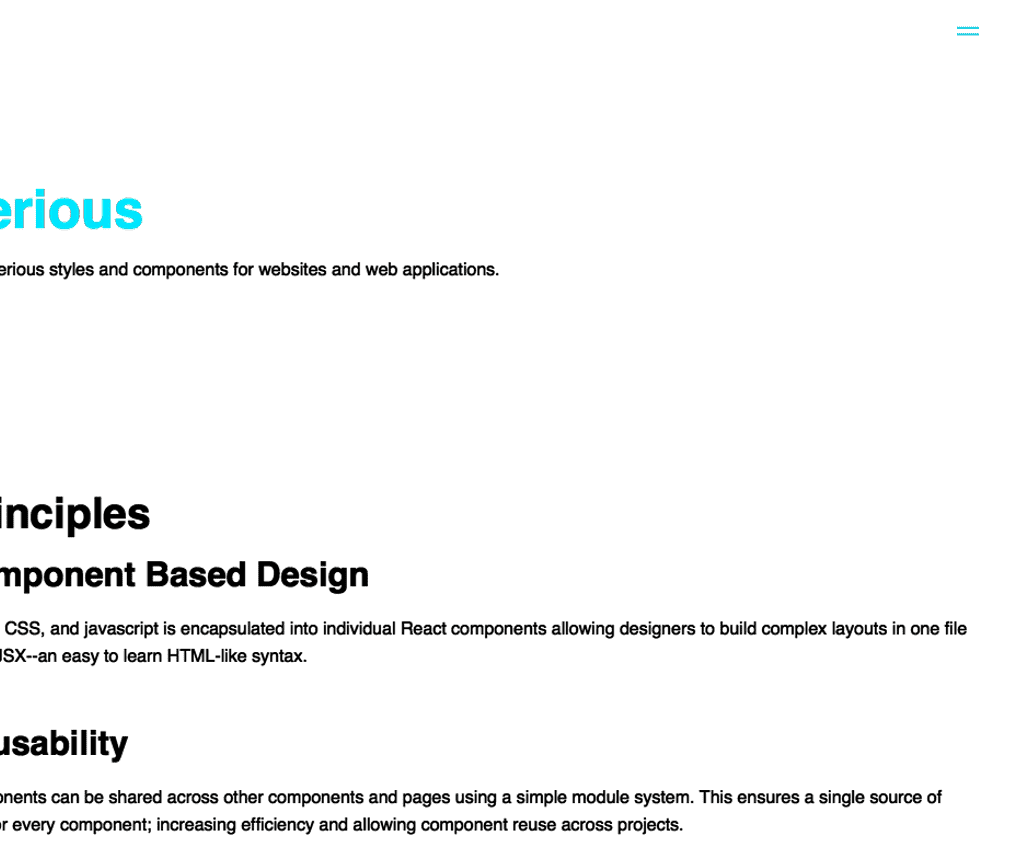 erious
erious styles and components for websites and web applications.
inciples
mponent Based Design
CSS, and javascript is encapsulated into individual React components allowing designers to build complex layouts in one file
JSX--an easy to learn HTML-like syntax.
usability
onents can be shared across other components and pages using a simple module system. This ensures a single source of
or every component; increasing efficiency and allowing component reuse across projects.